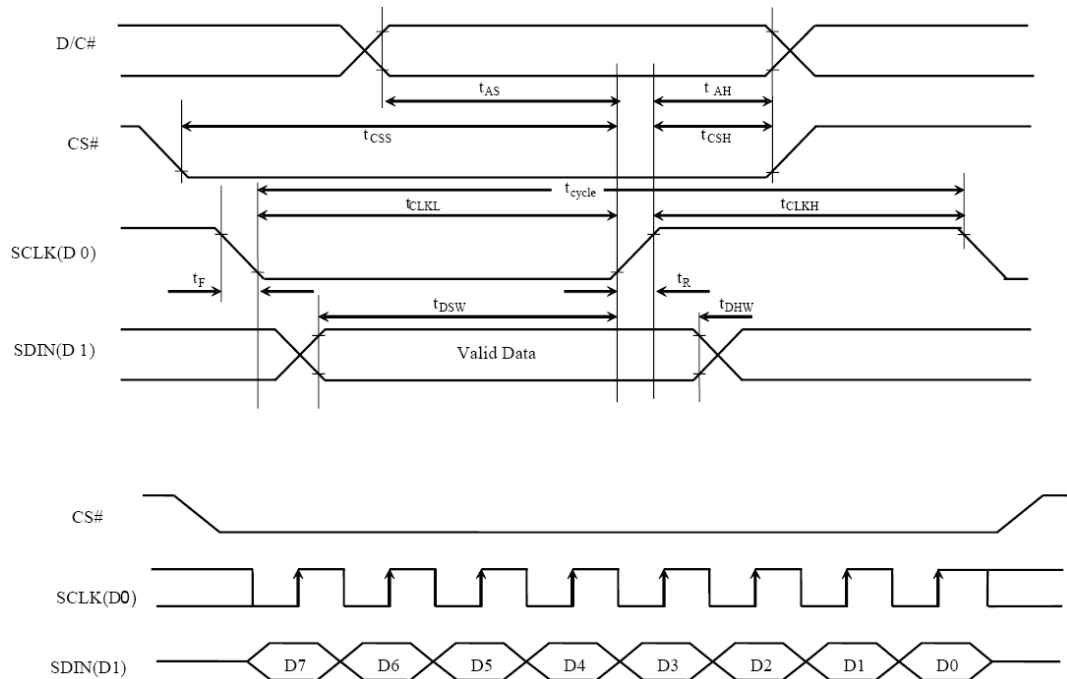 D/C#
tAS
tAH
CS#
tCSS
tCSH
tcycle
tCLKL
tCLKH
SCLK(D 0)
tF
tR
tDSW
tDHW
SDIN(D 1)
Valid Data
CS#
SCLK(D0)
SDIN(D1)
D7 D6 D5 D4 D3 D2 D1 D0